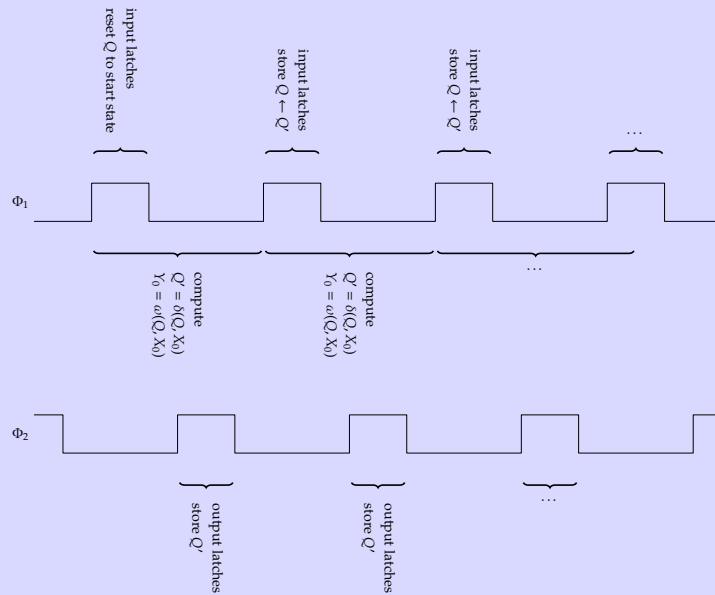 input latches
reset Q to start state
input latches
store Q ← Q′
input latches
store Q ← Q′
...
Φ₁
compute
Q′ = δ(Q, X₀)
Y₀ = ω(Q, X₀)
compute
Q′ = δ(Q, X₀)
Y₀ = ω(Q, X₀)
...
Φ₂
output latches
store Q′
output latches
store Q′
...